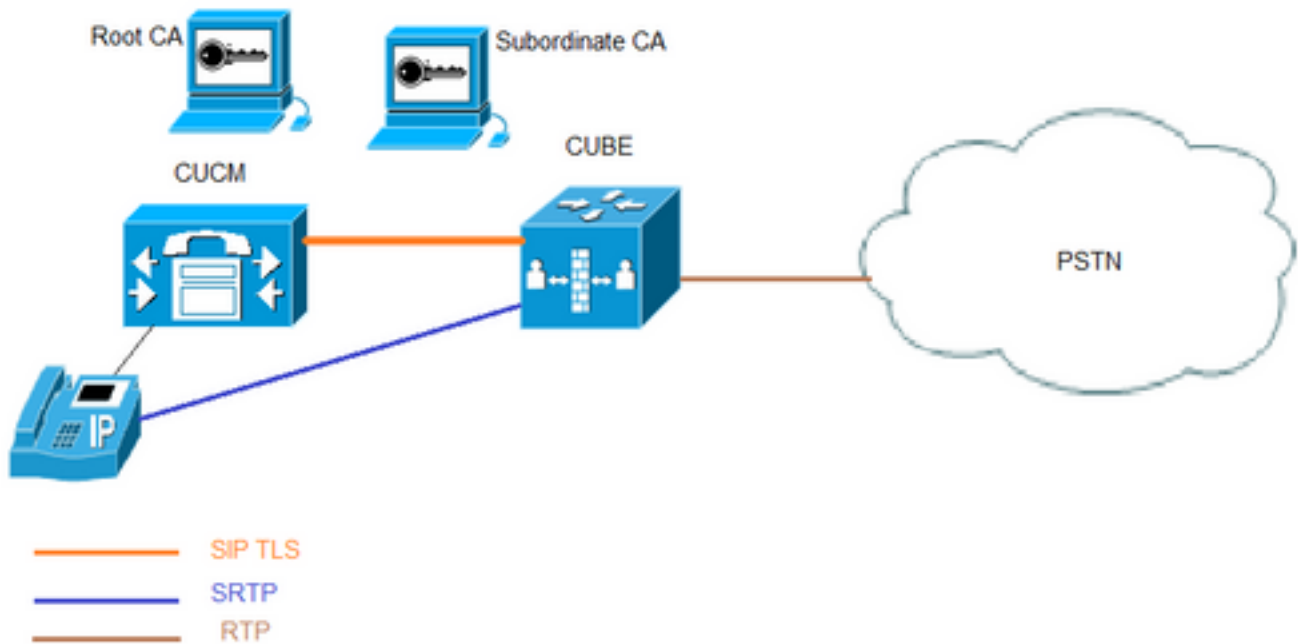 Root CA
Subordinate CA
CUCM
CUBE
PSTN
IP
SIP TLS
SRTP
RTP